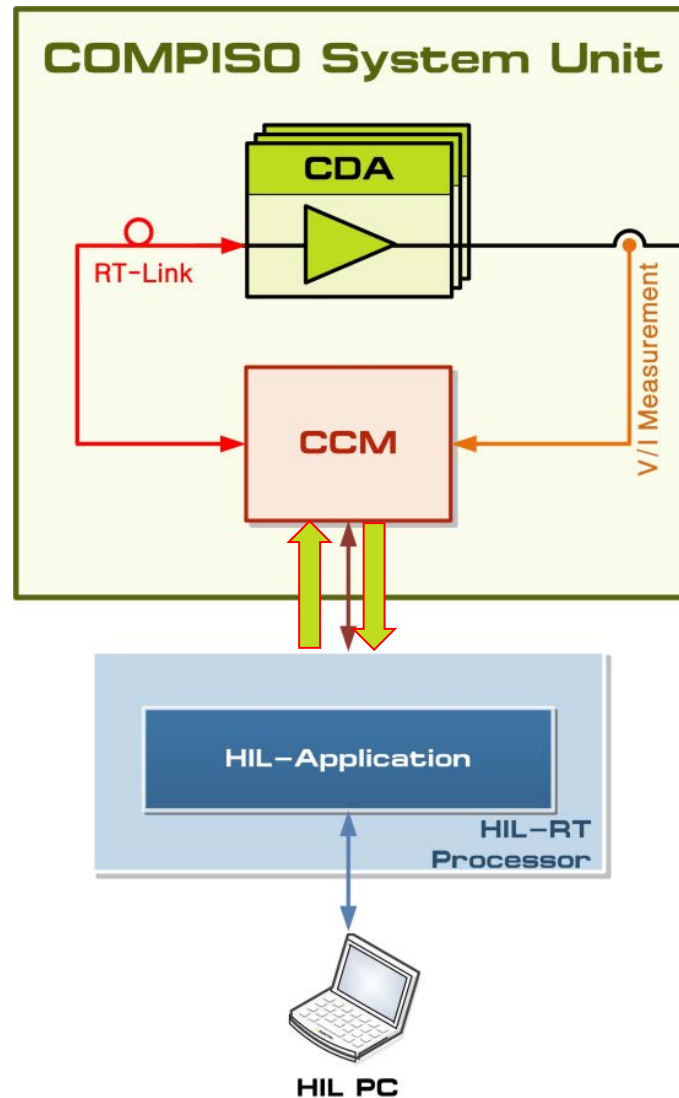 COMPISO System Unit
CDA
RT-Link
V/I Measurement
CCM
HIL-Application
HIL-RT
Processor
HIL PC